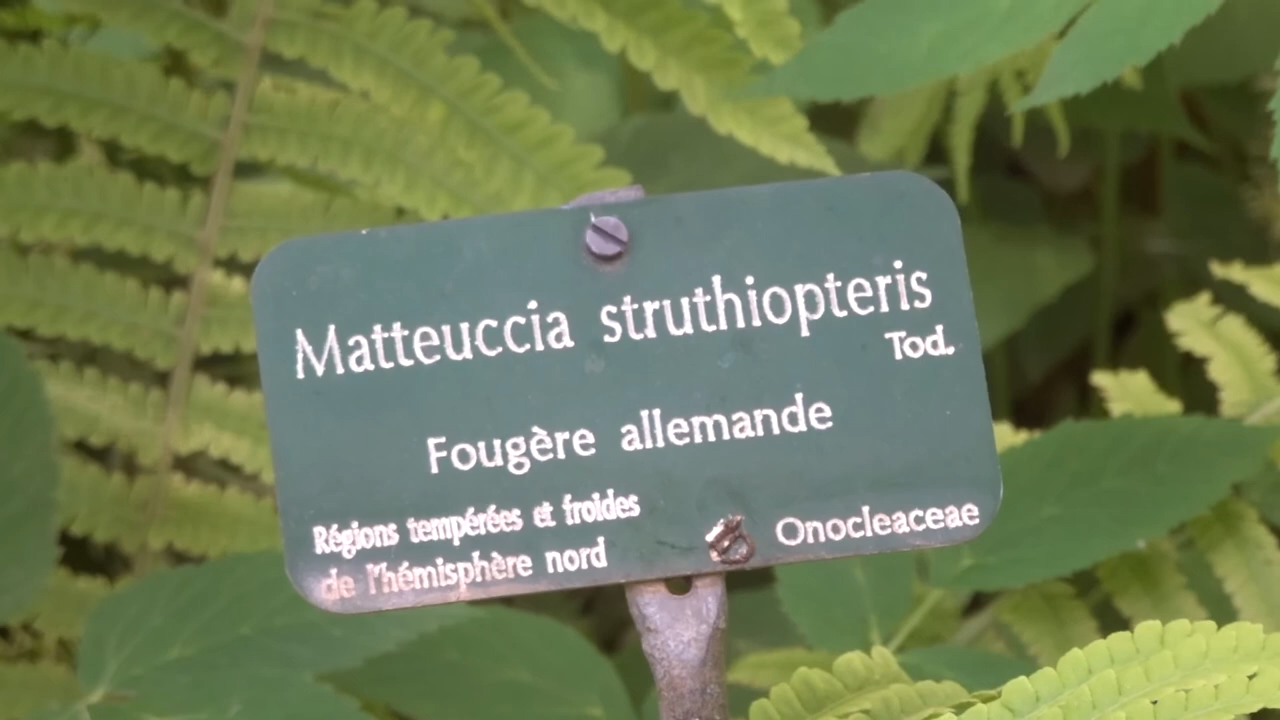 Matteuccia struthiopteris
Tod.
Fougère allemande
Régions tempérées et froides
de l'hémisphère nord
Onocleaceae